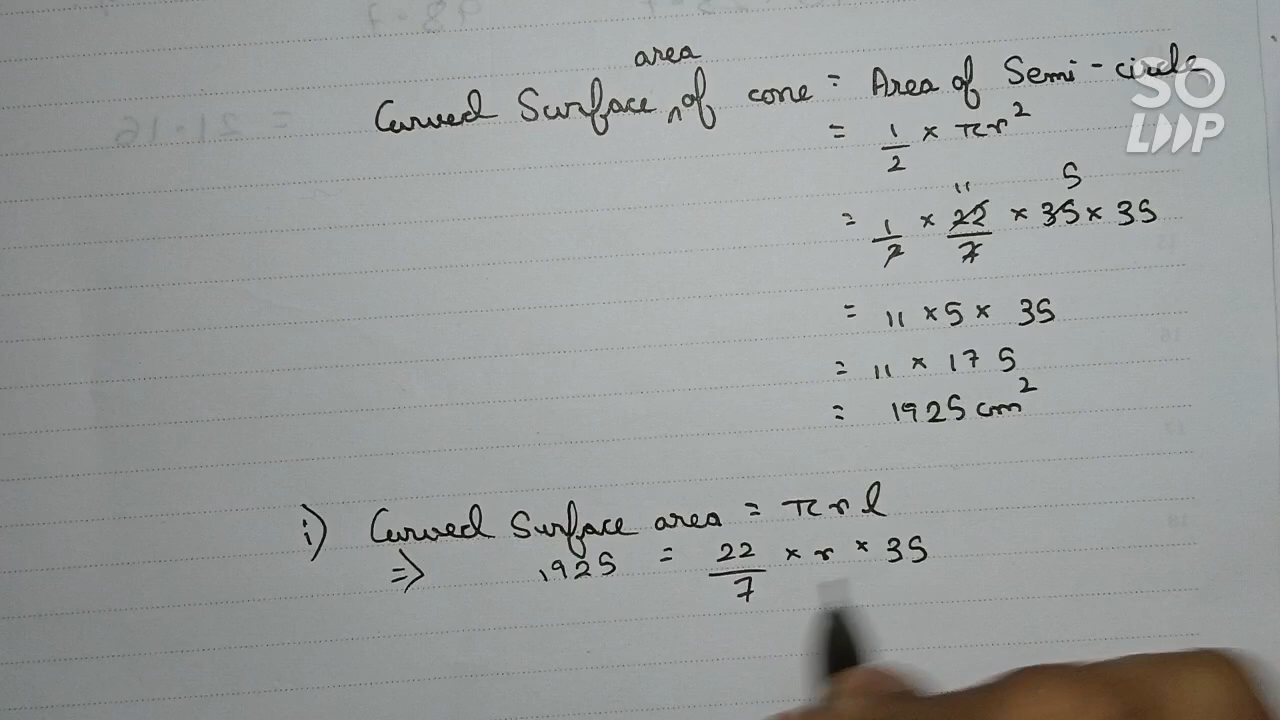 area
Curved Surface ^ of cone = Area of Semi-circle
= 1/2 × πr²
11 5
= 1/2 × 22/7 × 35 × 35
= 11 × 5 × 35
= 11 × 175
= 1925 cm²
i) Curved Surface area = πrl
⇒ 1925 = 22/7 × r × 35
SO
LOOP